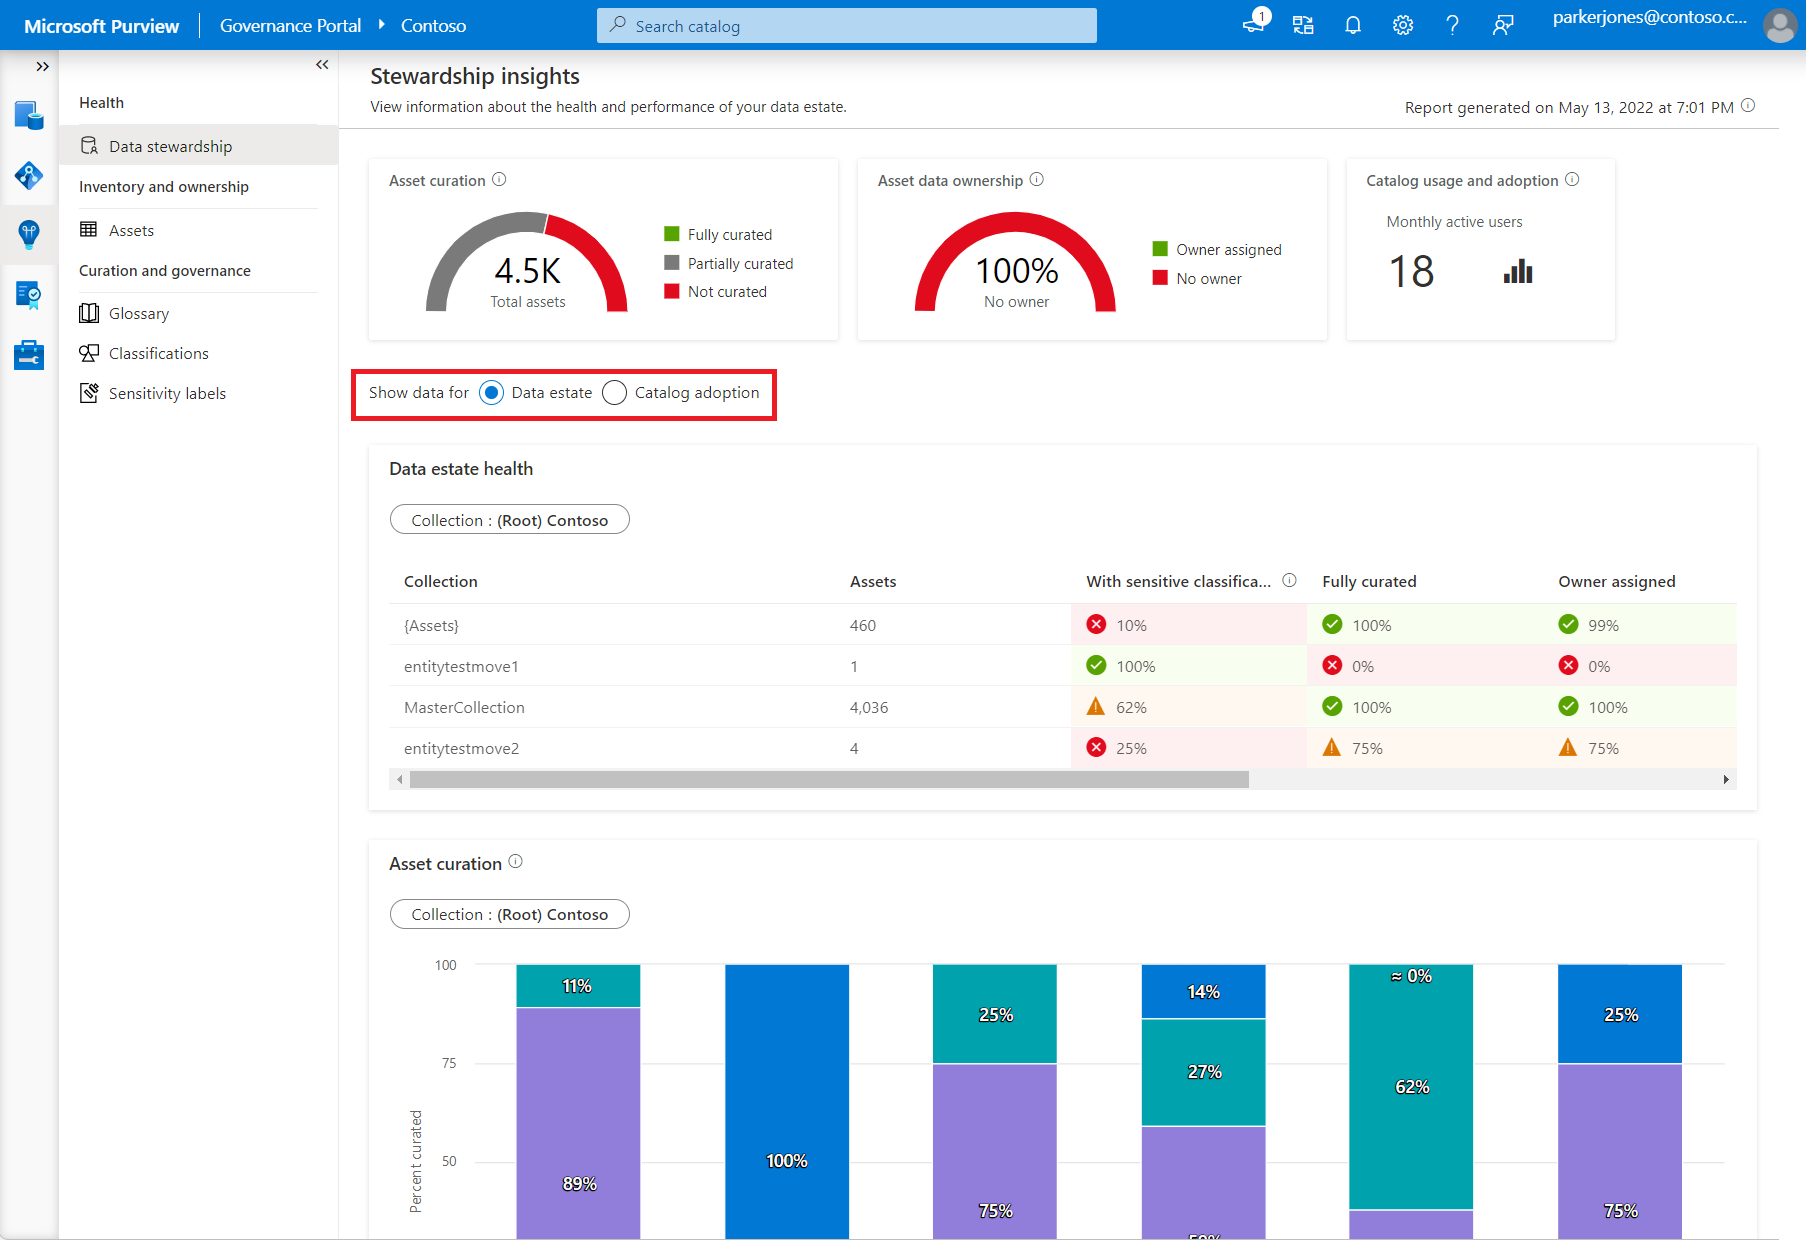 Microsoft Purview
Governance Portal
Contoso
Search catalog
1
parkerjones@contoso.c...
Health
Data stewardship
Inventory and ownership
Assets
Curation and governance
Glossary
Classifications
Sensitivity labels
Stewardship insights
View information about the health and performance of your data estate.
Report generated on May 13, 2022 at 7:01 PM
Asset curation
4.5K
Total assets
Fully curated
Partially curated
Not curated
Asset data ownership
100%
No owner
Owner assigned
No owner
Catalog usage and adoption
Monthly active users
18
Show data for Data estate Catalog adoption
Data estate health
Collection : (Root) Contoso
Collection Assets With sensitive classifica... Fully curated Owner assigned
{Assets} 460 10% 100% 99%
entitytestmove1 1 100% 0% 0%
MasterCollection 4,036 62% 100% 100%
entitytestmove2 4 25% 75% 75%
Asset curation
Collection : (Root) Contoso
Percent curated
100
75
50
11%
89%
100%
25%
75%
14%
27%
≈ 0%
62%
25%
75%